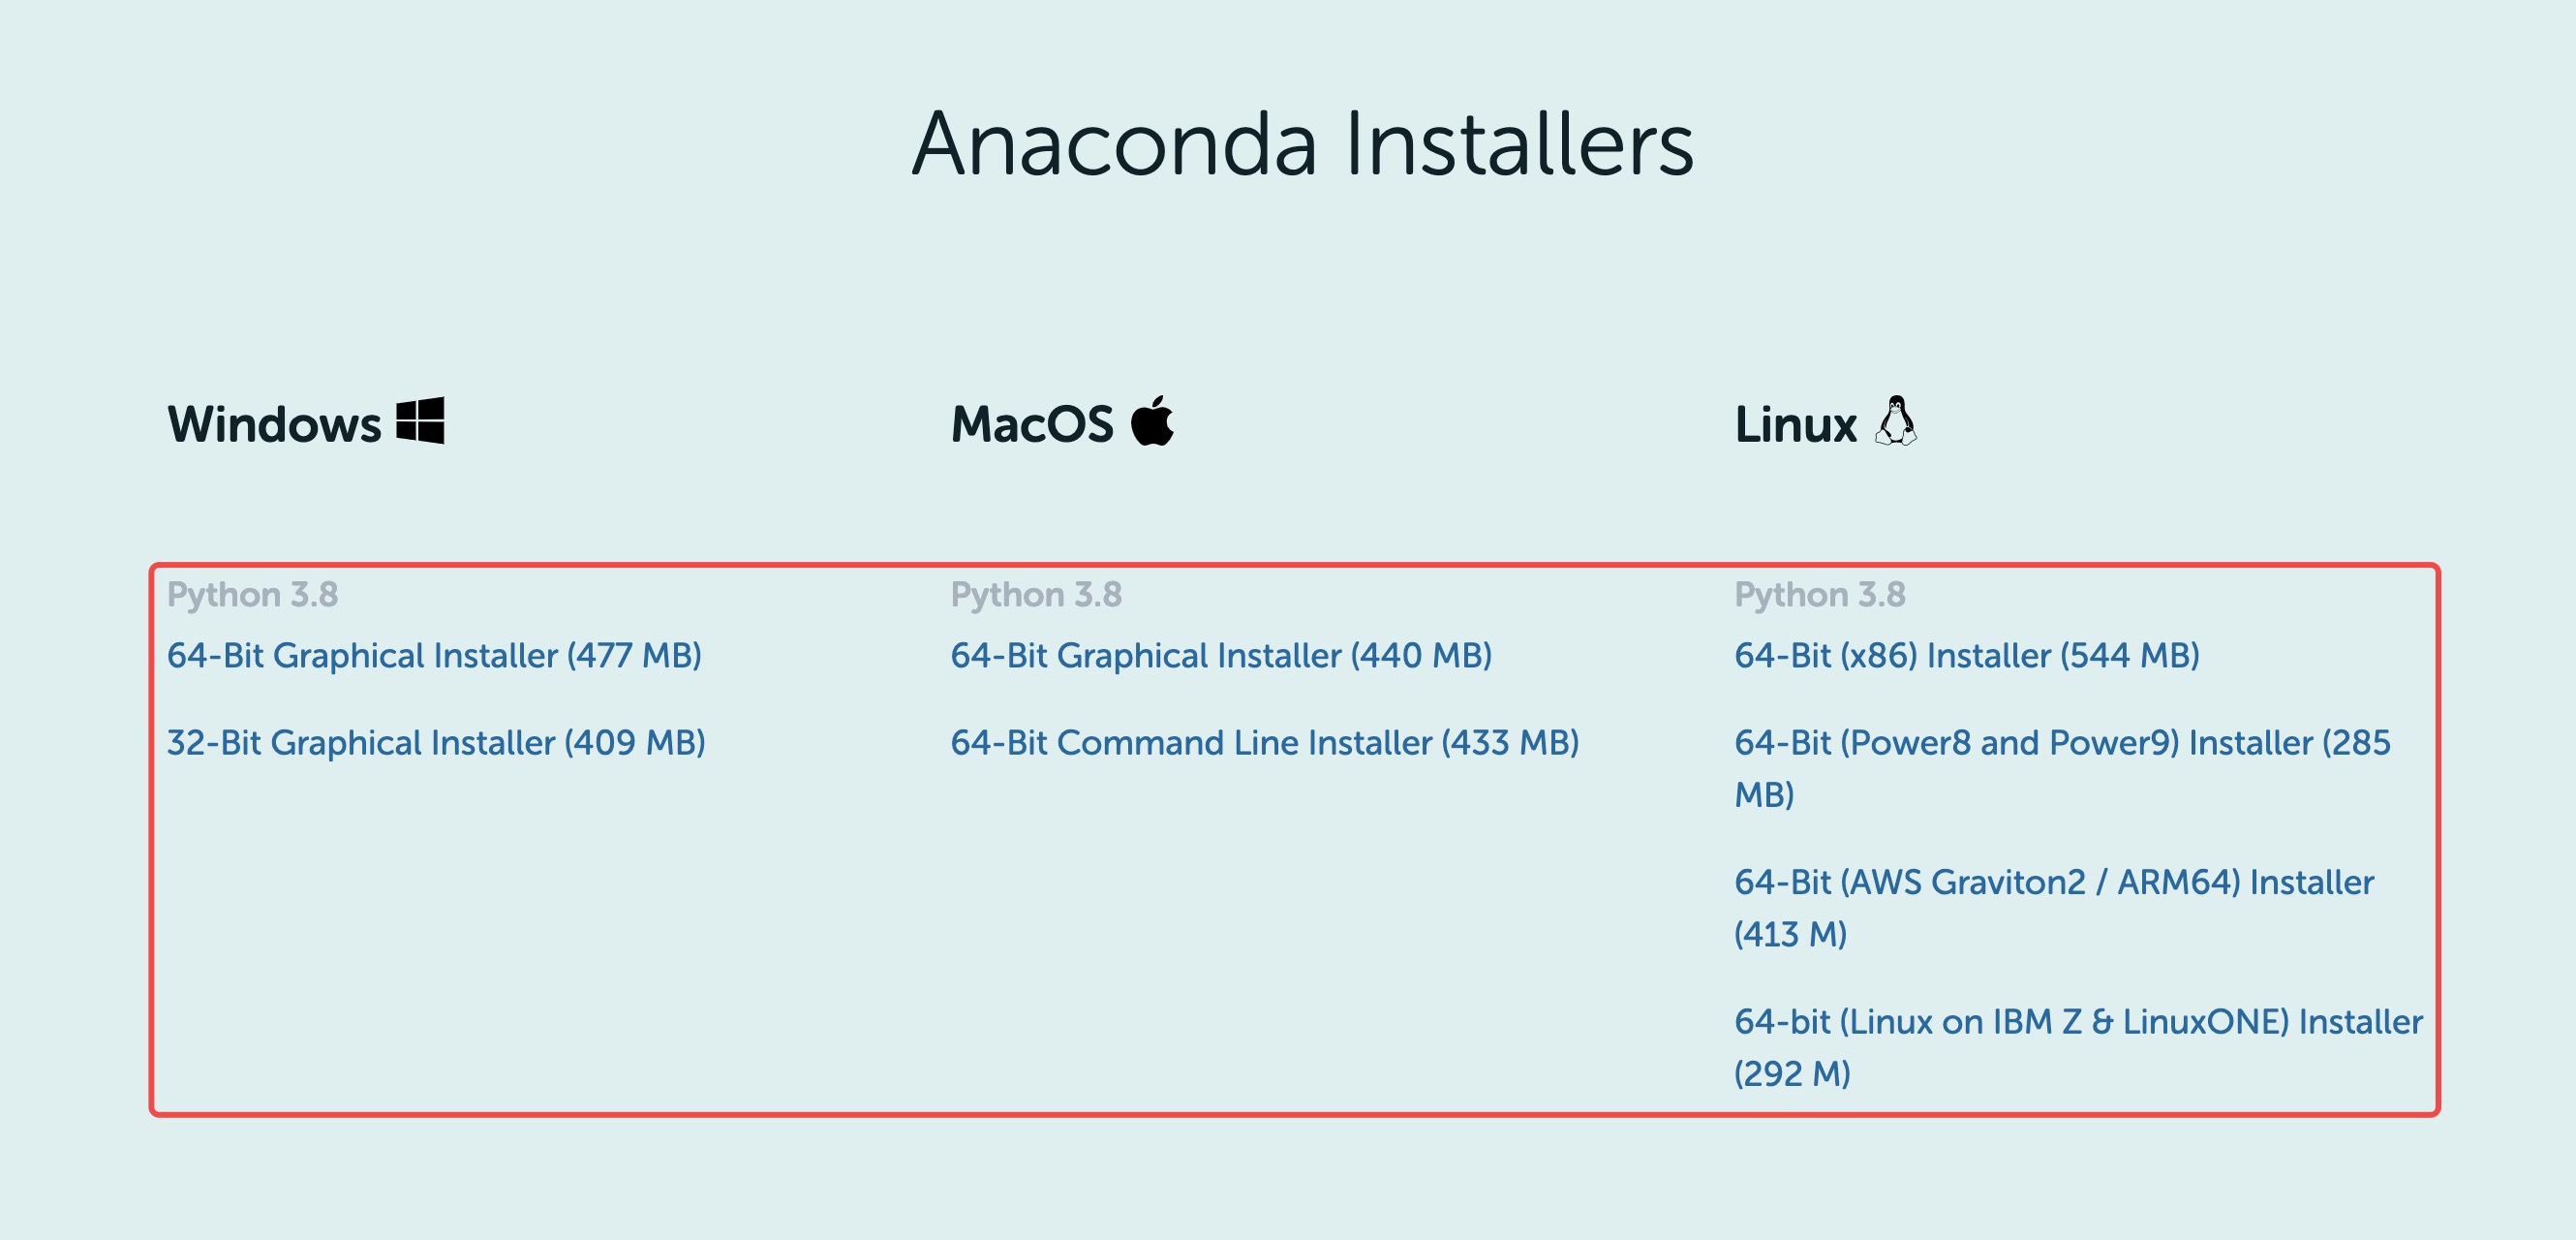 Anaconda Installers
Windows
MacOS
Linux
Python 3.8
64-Bit Graphical Installer (477 MB)
32-Bit Graphical Installer (409 MB)
Python 3.8
64-Bit Graphical Installer (440 MB)
64-Bit Command Line Installer (433 MB)
Python 3.8
64-Bit (x86) Installer (544 MB)
64-Bit (Power8 and Power9) Installer (285
MB)
64-Bit (AWS Graviton2 / ARM64) Installer
(413 M)
64-bit (Linux on IBM Z & LinuxONE) Installer
(292 M)